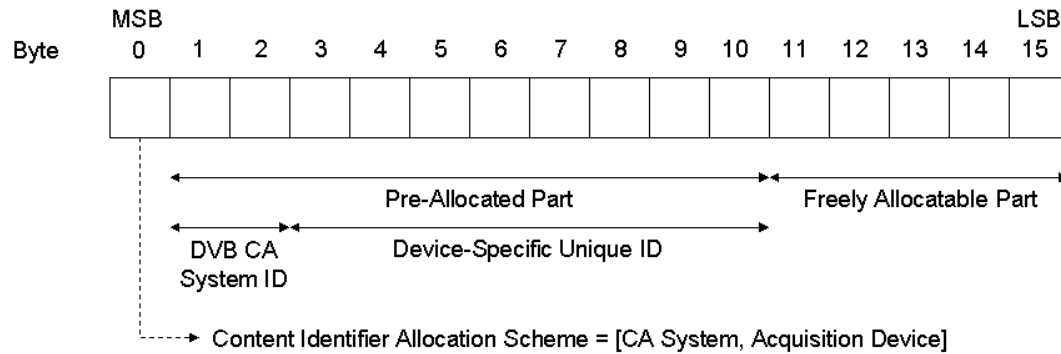 MSB LSB
Byte 0 1 2 3 4 5 6 7 8 9 10 11 12 13 14 15
Pre-Allocated Part Freely Allocatable Part
DVB CA Device-Specific Unique ID
System ID
Content Identifier Allocation Scheme = [CA System, Acquisition Device]